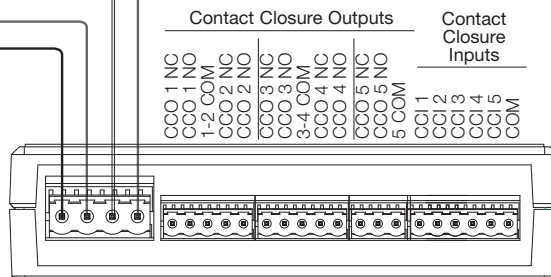 Contact Closure Outputs
Contact
Closure
Inputs
CCO 1 NC
CCO 1 NO
1-2 COM
CCO 2 NC
CCO 2 NO
CCO 3 NC
CCO 3 NO
3-4 COM
CCO 4 NC
CCO 4 NO
CCO 5 NC
CCO 5 NO
5 COM
CCI 1
CCI 2
CCI 3
CCI 4
CCI 5
COM